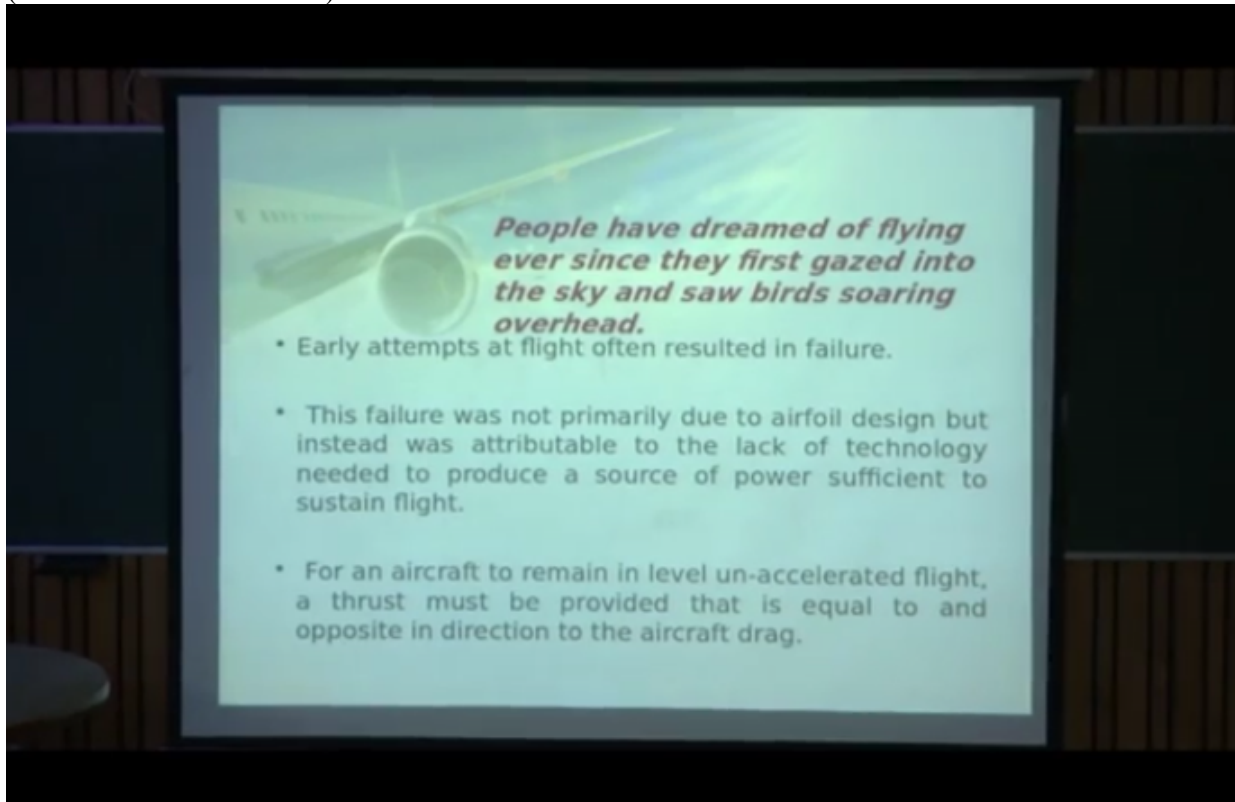 People have dreamed of flying
ever since they first gazed into
the sky and saw birds soaring
overhead.
• Early attempts at flight often resulted in failure.
• This failure was not primarily due to airfoil design but
instead was attributable to the lack of technology
needed to produce a source of power sufficient to
sustain flight.
• For an aircraft to remain in level un-accelerated flight,
a thrust must be provided that is equal to and
opposite in direction to the aircraft drag.